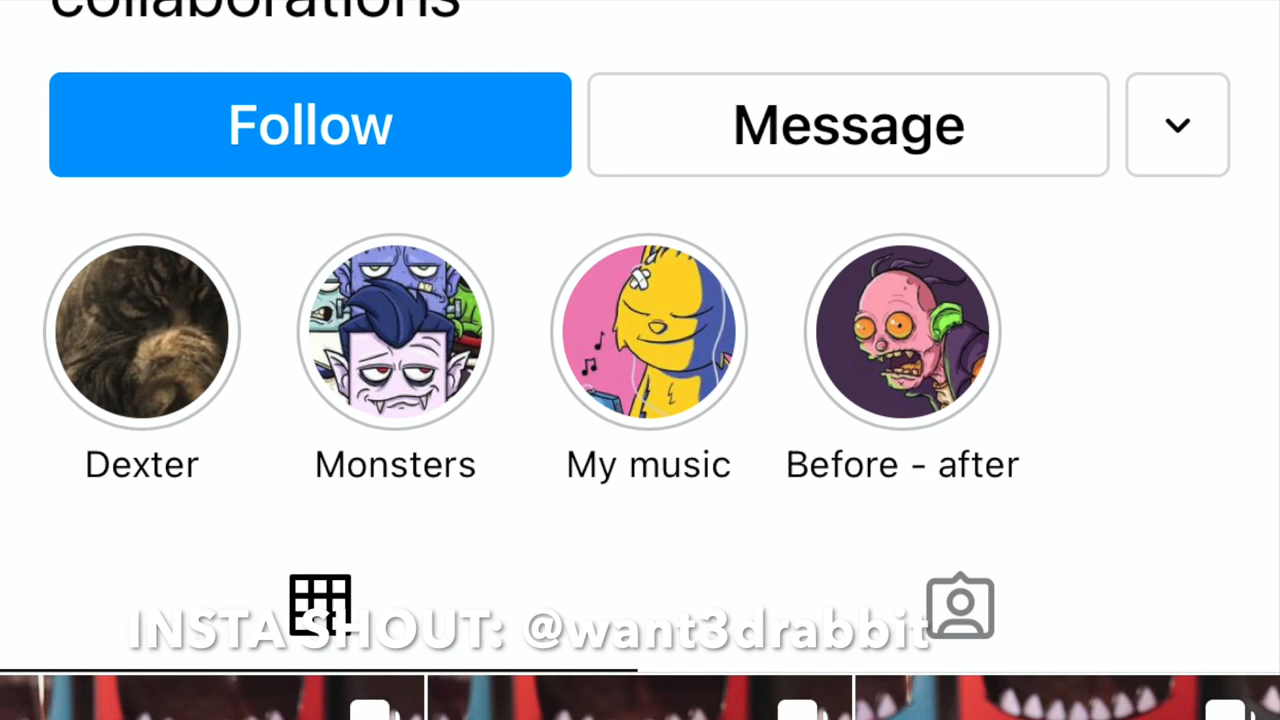 collaborations
Follow
Message
Dexter
Monsters
My music
Before - after
INSTA SHOUT: @want3drabbit